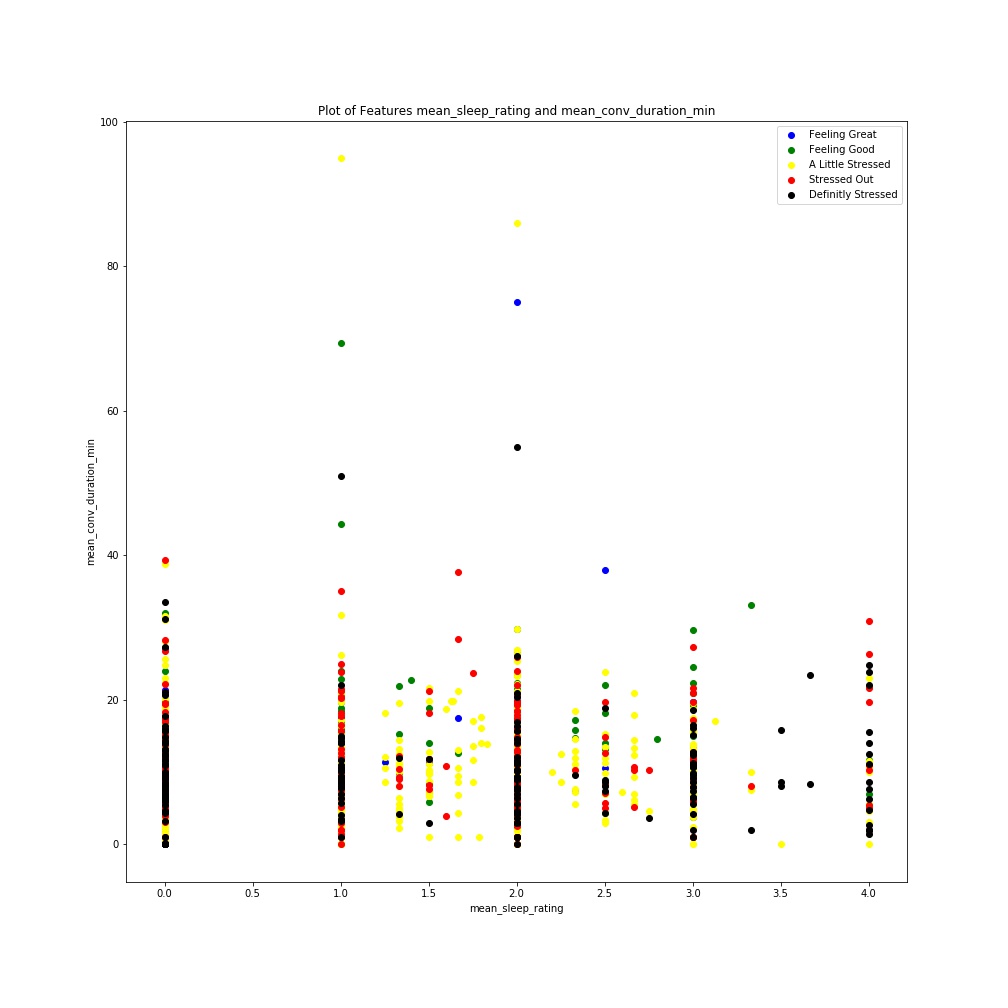 Plot of Features mean_sleep_rating and mean_conv_duration_min
100
80
60
40
20
0
mean_conv_duration_min
Feeling Great
Feeling Good
A Little Stressed
Stressed Out
Definitly Stressed
0.0 0.5 1.0 1.5 2.0 2.5 3.0 3.5 4.0
mean_sleep_rating